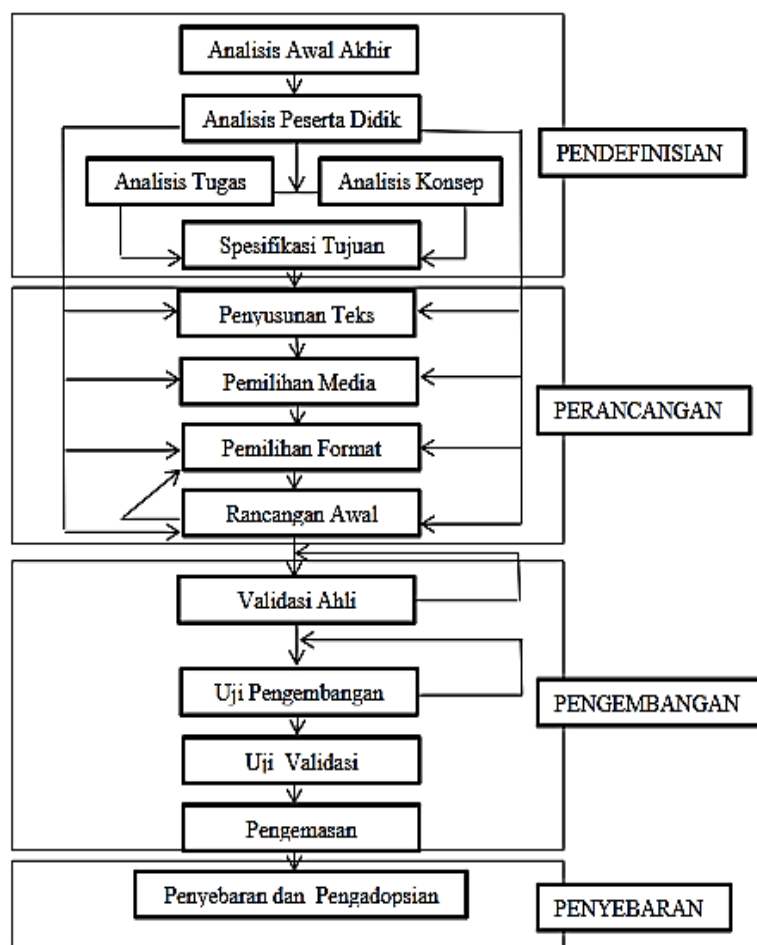 Analisis Awal Akhir
Analisis Peserta Didik
PENDEFINISIAN
Analisis Tugas
Analisis Konsep
Spesifikasi Tujuan
Penyusunan Teks
Pemilihan Media
PERANCANGAN
Pemilihan Format
Rancangan Awal
Validasi Ahli
Uji Pengembangan
PENGEMBANGAN
Uji Validasi
Pengemasan
Penyebaran dan Pengadopsian
PENYEBARAN